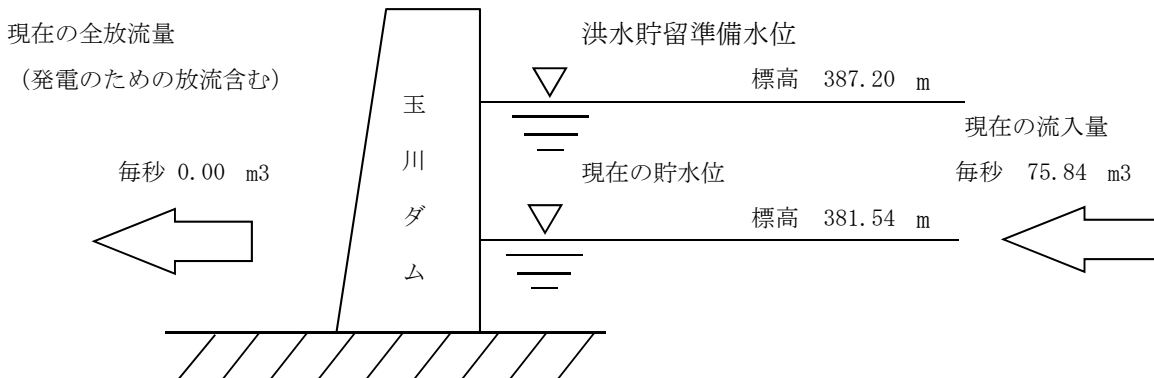 現在の全放流量
（発電のための放流含む）
毎秒 0.00 m3
玉川ダム
洪水貯留準備水位
標高 387.20 m
現在の貯水位
標高 381.54 m
現在の流入量
毎秒 75.84 m3